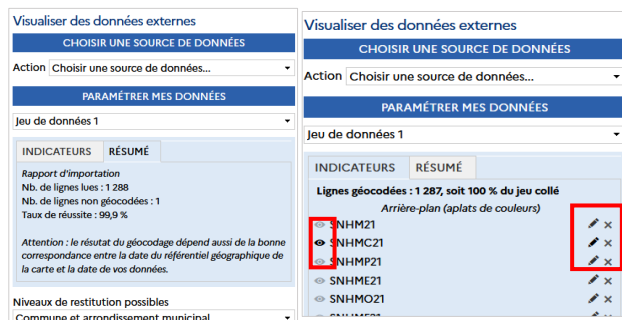 Visualiser des données externes
CHOISIR UNE SOURCE DE DONNÉES
Action Choisir une source de données...
PARAMÉTRER MES DONNÉES
Jeu de données 1
INDICATEURS RÉSUMÉ
Rapport d'importation
Nb. de lignes lues : 1 288
Nb. de lignes non géocodées : 1
Taux de réussite : 99,9 %
Attention : le résutat du géocodage dépend aussi de la bonne
correspondance entre la date du référentiel géographique de
la carte et la date de vos données.
Niveaux de restitution possibles
Commune et arrondissement municipal
Visualiser des données externes
CHOISIR UNE SOURCE DE DONNÉES
Action Choisir une source de données...
PARAMÉTRER MES DONNÉES
Jeu de données 1
INDICATEURS RÉSUMÉ
Lignes géocodées : 1 287, soit 100 % du jeu collé
Arrière-plan (aplats de couleurs)
SNHM21
SNHMC21
SNHMP21
SNHME21
SNHMO21